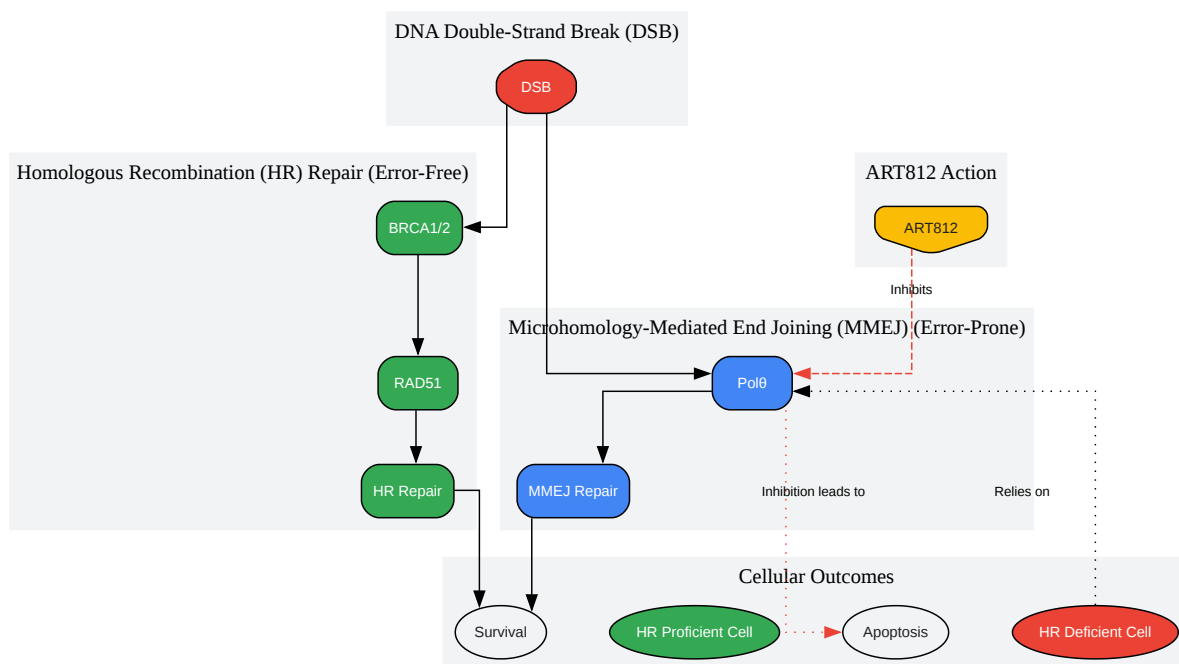 DNA Double-Strand Break (DSB)
DSB
Homologous Recombination (HR) Repair (Error-Free)
ART812 Action
BRCA1/2
ART812
Inhibits
Microhomology-Mediated End Joining (MMEJ) (Error-Prone)
RAD51
Polθ
HR Repair
MMEJ Repair
Inhibition leads to
Relies on
Cellular Outcomes
Survival
HR Proficient Cell
Apoptosis
HR Deficient Cell